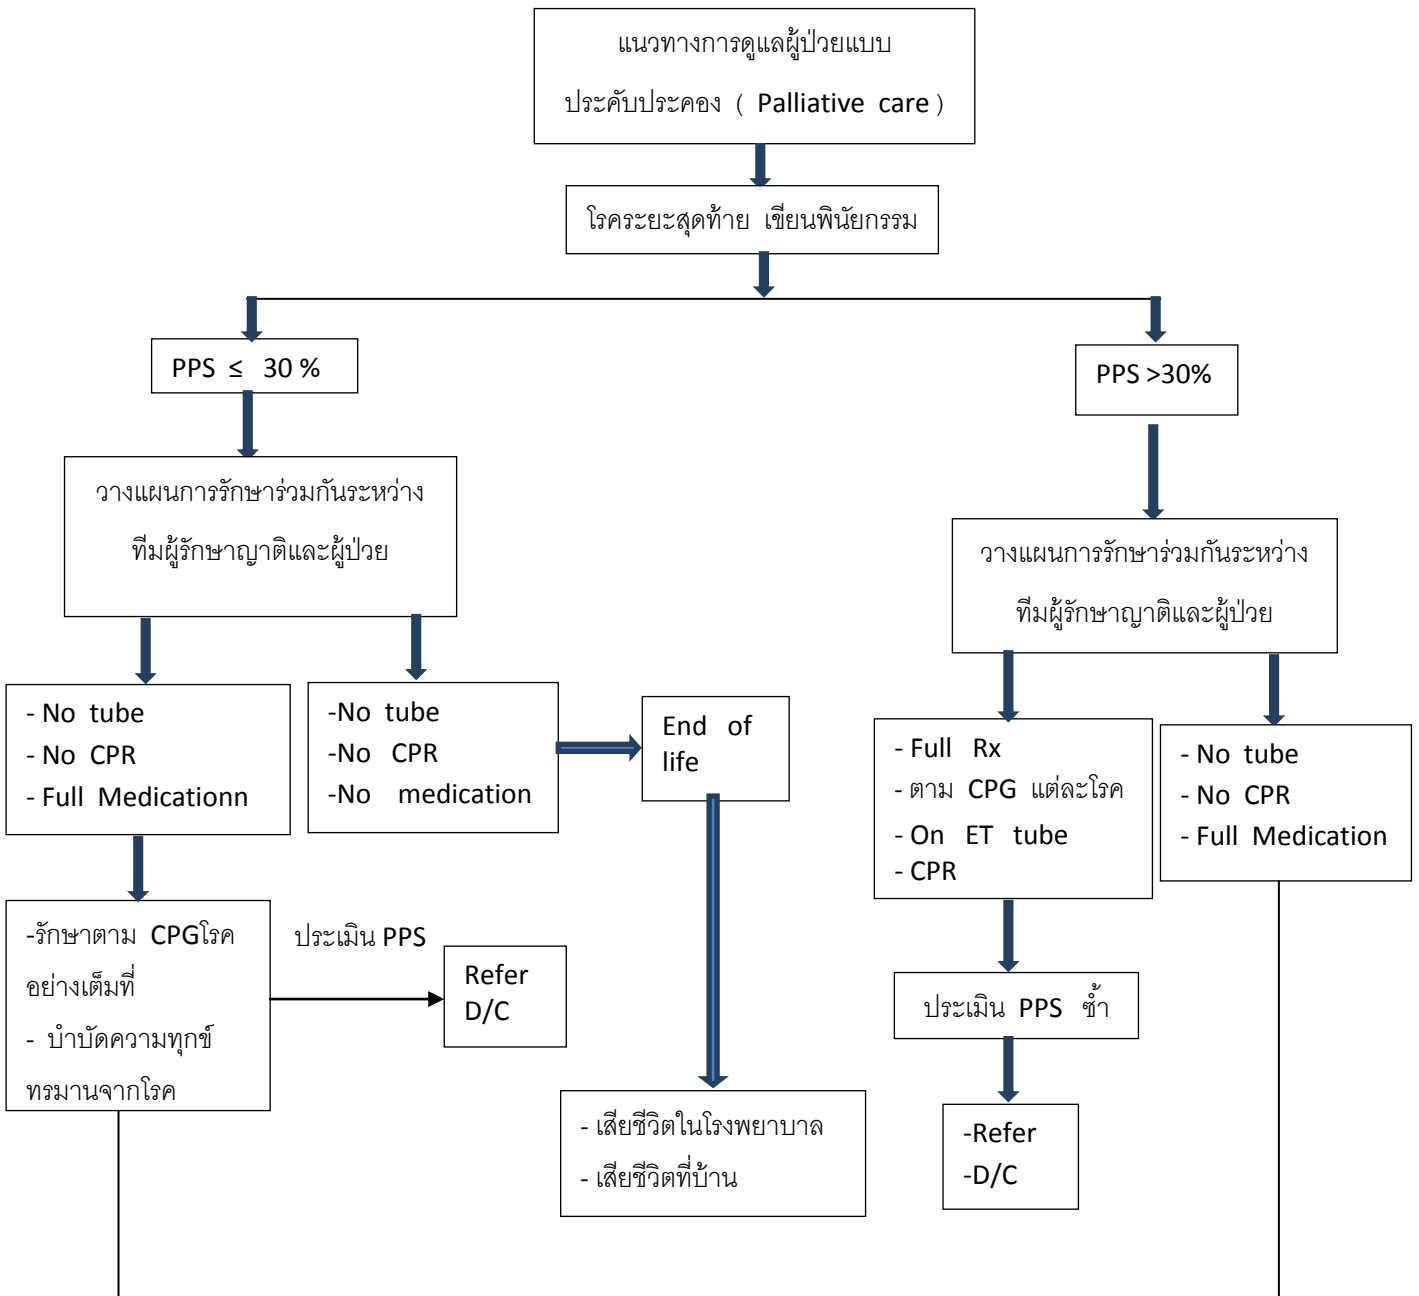 แนวทางการดูแลผู้ป่วยแบบ
ประคับประคอง ( Palliative care )
โรคระยะสุดท้าย เขียนพินัยกรรม
PPS ≤ 30 %
PPS >30%
วางแผนการรักษาร่วมกันระหว่าง
ทีมผู้รักษาญาติและผู้ป่วย
วางแผนการรักษาร่วมกันระหว่าง
ทีมผู้รักษาญาติและผู้ป่วย
- No tube
- No CPR
- Full Medicationn
-No tube
-No CPR
-No medication
End of
life
- Full Rx
- ตาม CPG แต่ละโรค
- On ET tube
- CPR
- No tube
- No CPR
- Full Medication
-รักษาตาม CPGโรค
อย่างเต็มที่
- บำบัดความทุกข์
ทรมานจากโรค
ประเมิน PPS
Refer
D/C
ประเมิน PPS ซ้ำ
- เสียชีวิตในโรงพยาบาล
- เสียชีวิตที่บ้าน
-Refer
-D/C